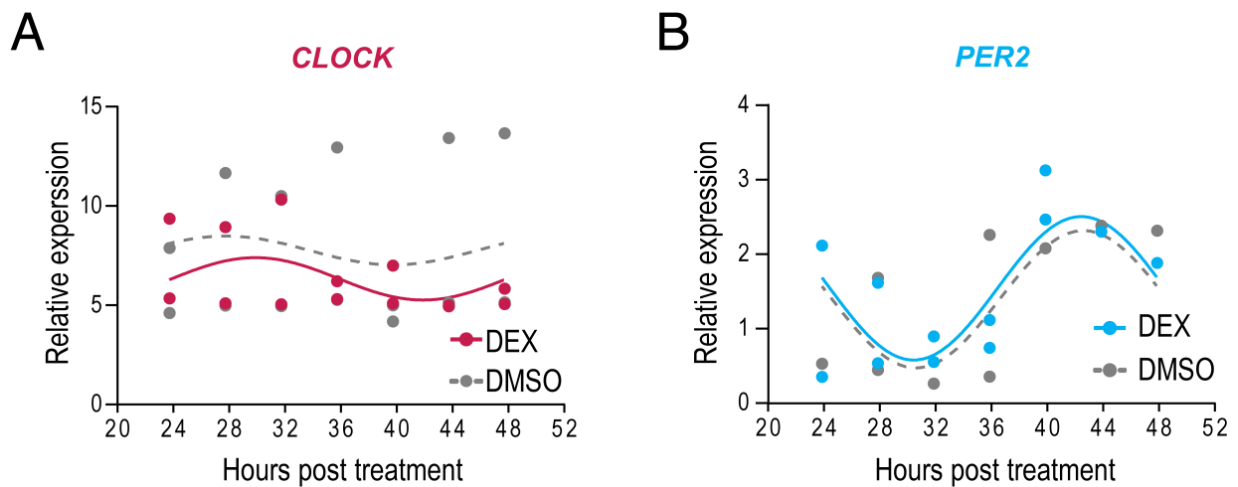 A
CLOCK
Relative experssion
15
10
5
0
20 24 28 32 36 40 44 48 52
Hours post treatment
DEX
DMSO
B
PER2
Relative expression
4
3
2
1
0
20 24 28 32 36 40 44 48 52
Hours post treatment
DEX
DMSO